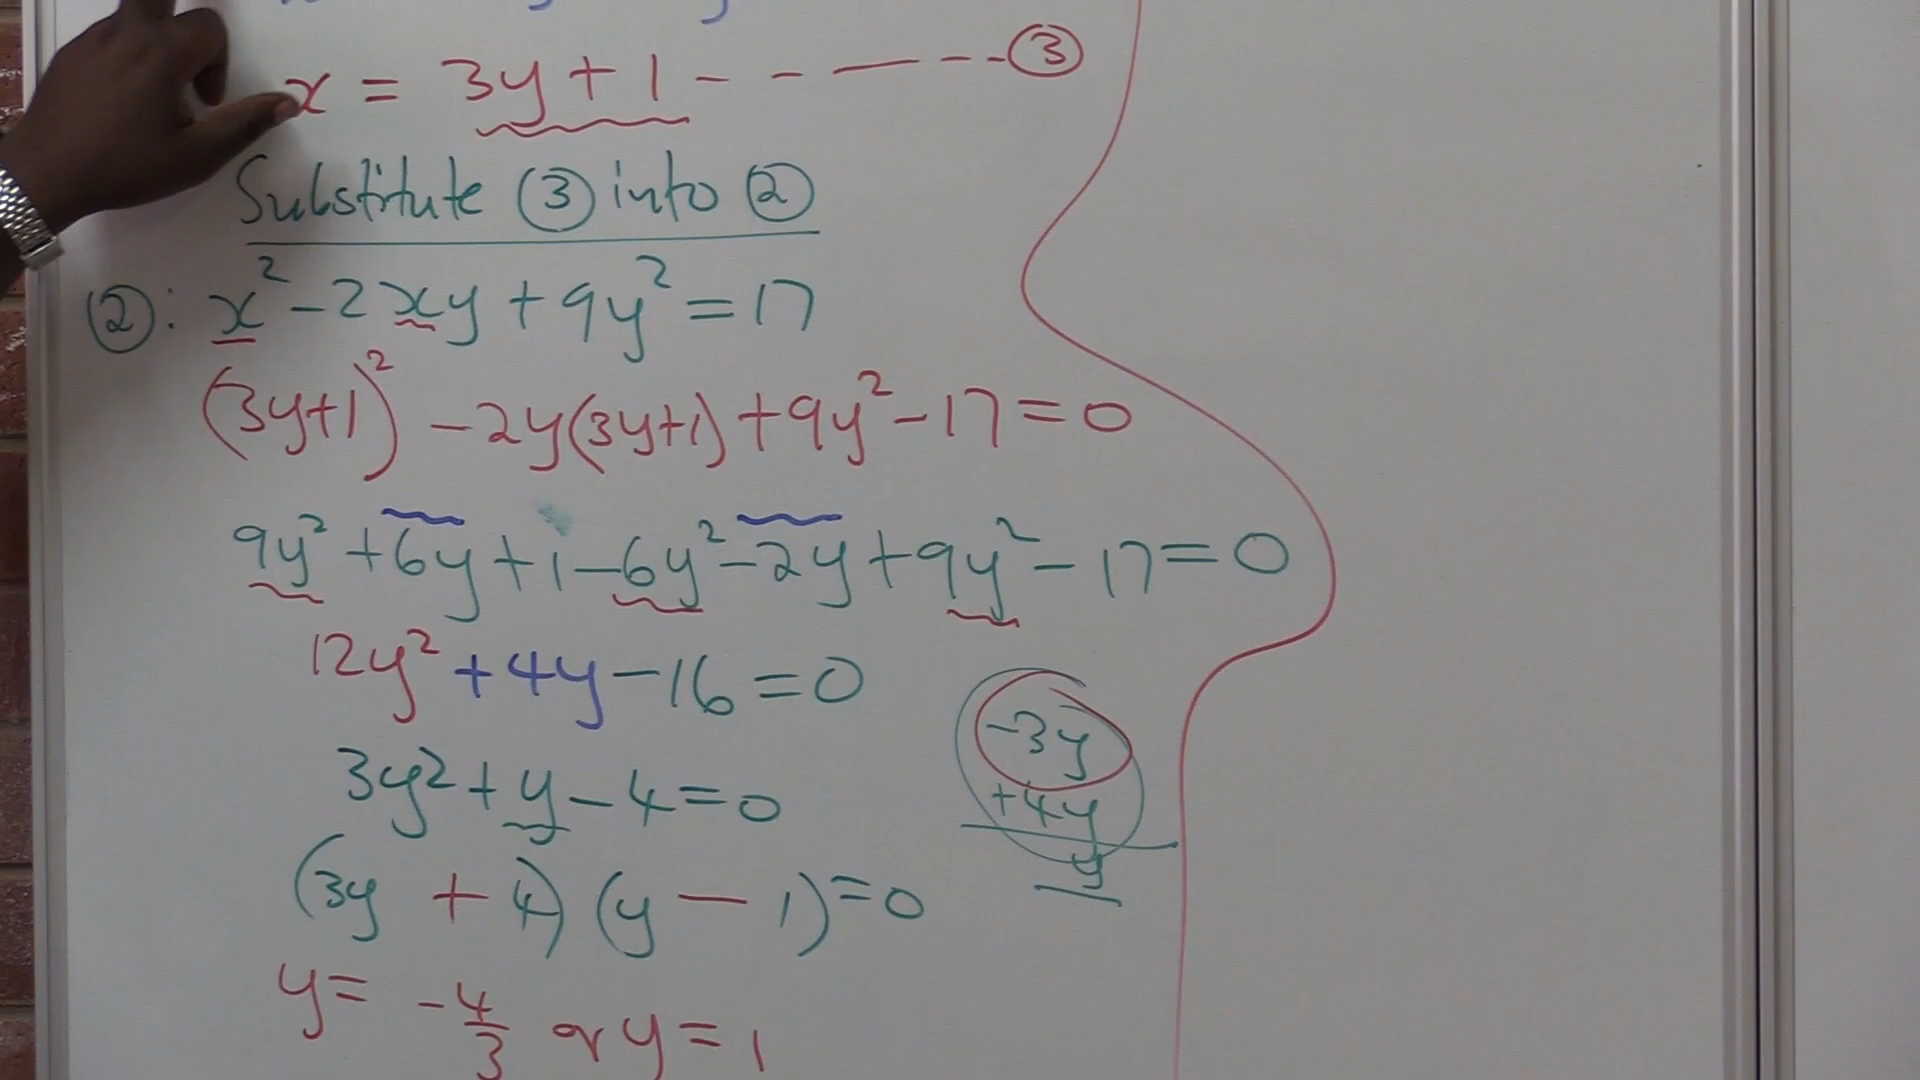 x = 3y + 1 - - — - - ③
Substitute ③ into ②
②: x² - 2xy + 9y² = 17
(3y+1)² - 2y(3y+1) + 9y² - 17 = 0
9y² + 6y + 1 - 6y² - 2y + 9y² - 17 = 0
12y² + 4y - 16 = 0
3y² + y - 4 = 0
(3y + 4)(y - 1) = 0
y = -4/3 or y = 1
-3y
+4y
y